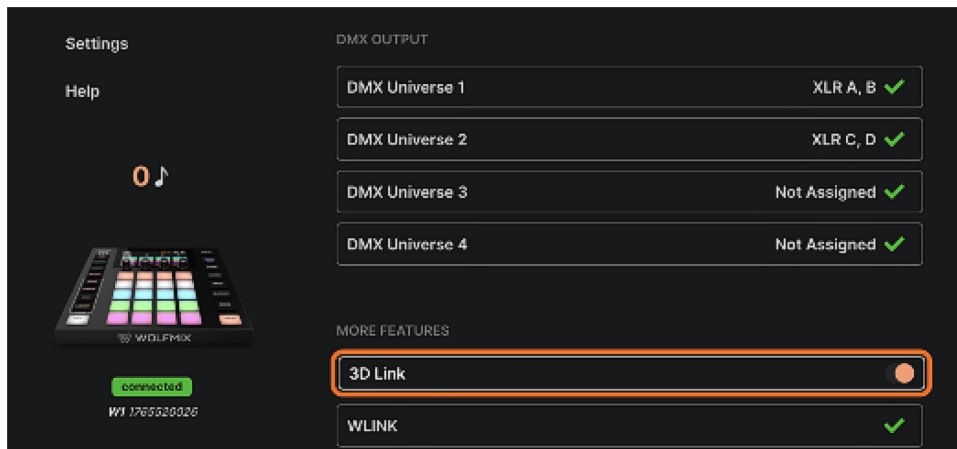 Settings
Help
0
WOLFMIX
connected
W1 1765520026
DMX OUTPUT
DMX Universe 1 XLR A, B
DMX Universe 2 XLR C, D
DMX Universe 3 Not Assigned
DMX Universe 4 Not Assigned
MORE FEATURES
3D Link
WLINK